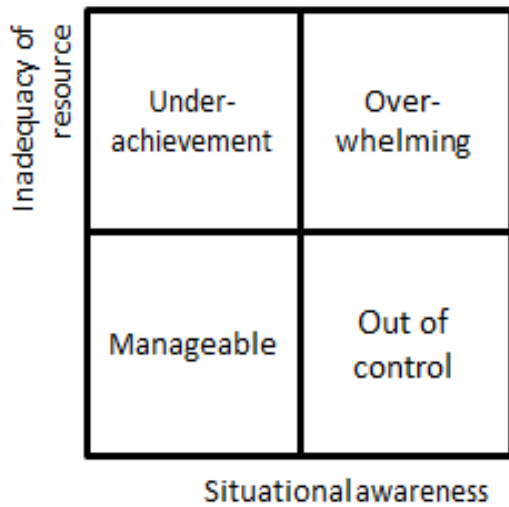 Inadequacy of
resource
Under-
achievement
Over-
whelming
Manageable
Out of
control
Situational awareness